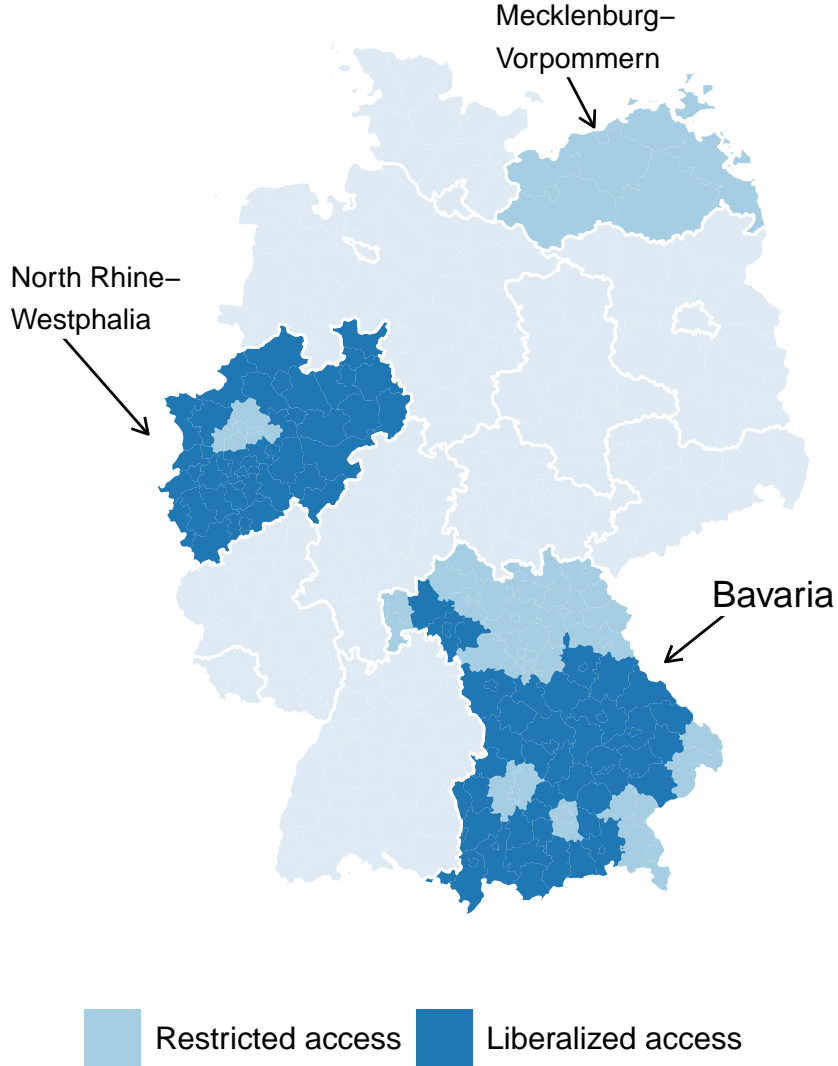 Mecklenburg−
Vorpommern
North Rhine−
Westphalia
Bavaria
Restricted access
Liberalized access